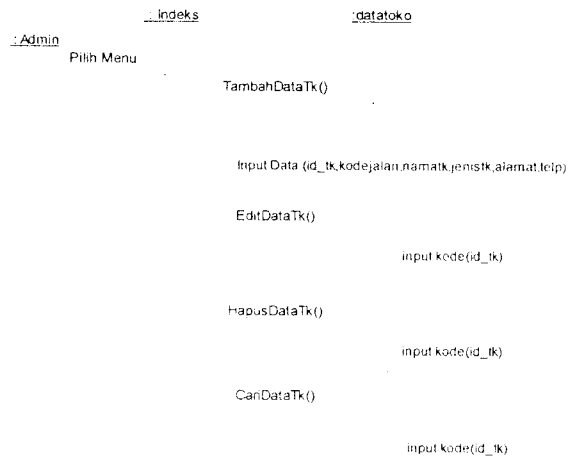 : Indeks
:datatoko
: Admin
Pilih Menu
TambahDataTk()
Input Data (id_tk,kodejalan,namatk,jenistk,alamat,telp)
EditDataTk()
input kode(id_tk)
HapusDataTk()
input kode(id_tk)
CariDataTk()
input kode(id_tk)